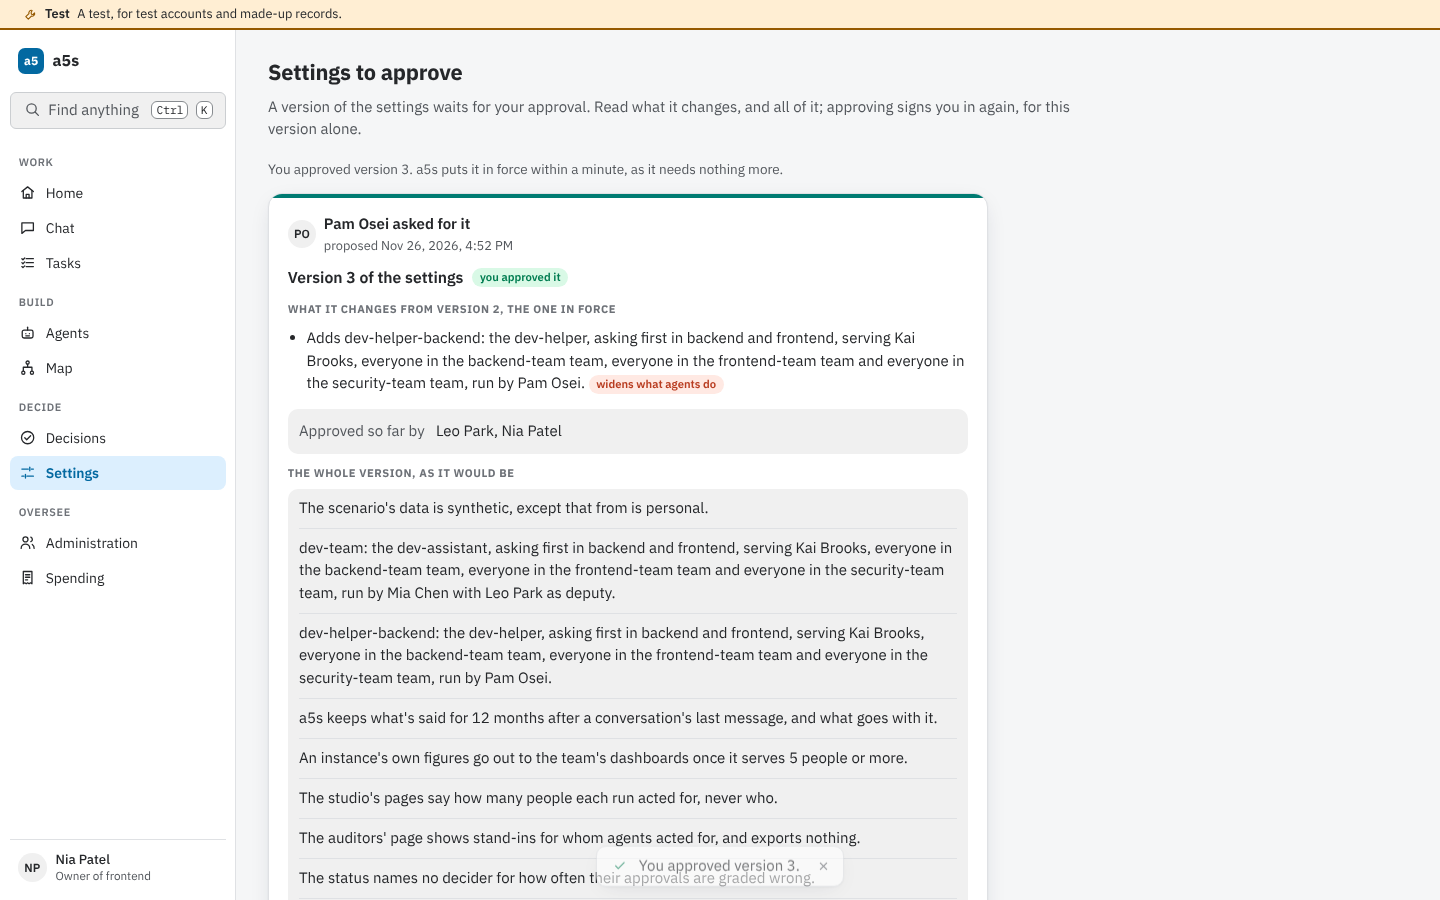 Test A test, for test accounts and made-up records.
a5 a5s
Find anything Ctrl K
WORK
Home
Chat
Tasks
BUILD
Agents
Map
DECIDE
Decisions
Settings
OVERSEE
Administration
Spending
NP Nia Patel
Owner of frontend
Settings to approve
A version of the settings waits for your approval. Read what it changes, and all of it; approving signs you in again, for this
version alone.
You approved version 3. a5s puts it in force within a minute, as it needs nothing more.
PO Pam Osei asked for it
proposed Nov 26, 2026, 4:52 PM
Version 3 of the settings you approved it
WHAT IT CHANGES FROM VERSION 2, THE ONE IN FORCE
• Adds dev-helper-backend: the dev-helper, asking first in backend and frontend, serving Kai
Brooks, everyone in the backend-team team, everyone in the frontend-team team and everyone in
the security-team team, run by Pam Osei. widens what agents do
Approved so far by Leo Park, Nia Patel
THE WHOLE VERSION, AS IT WOULD BE
The scenario's data is synthetic, except that from is personal.
dev-team: the dev-assistant, asking first in backend and frontend, serving Kai Brooks, everyone in
the backend-team team, everyone in the frontend-team team and everyone in the security-team
team, run by Mia Chen with Leo Park as deputy.
dev-helper-backend: the dev-helper, asking first in backend and frontend, serving Kai Brooks,
everyone in the backend-team team, everyone in the frontend-team team and everyone in the
security-team team, run by Pam Osei.
a5s keeps what's said for 12 months after a conversation's last message, and what goes with it.
An instance's own figures go out to the team's dashboards once it serves 5 people or more.
The studio's pages say how many people each run acted for, never who.
The auditors' page shows stand-ins for whom agents acted for, and exports nothing.
The status names no decider for how often their approvals are graded wrong.
You approved version 3.